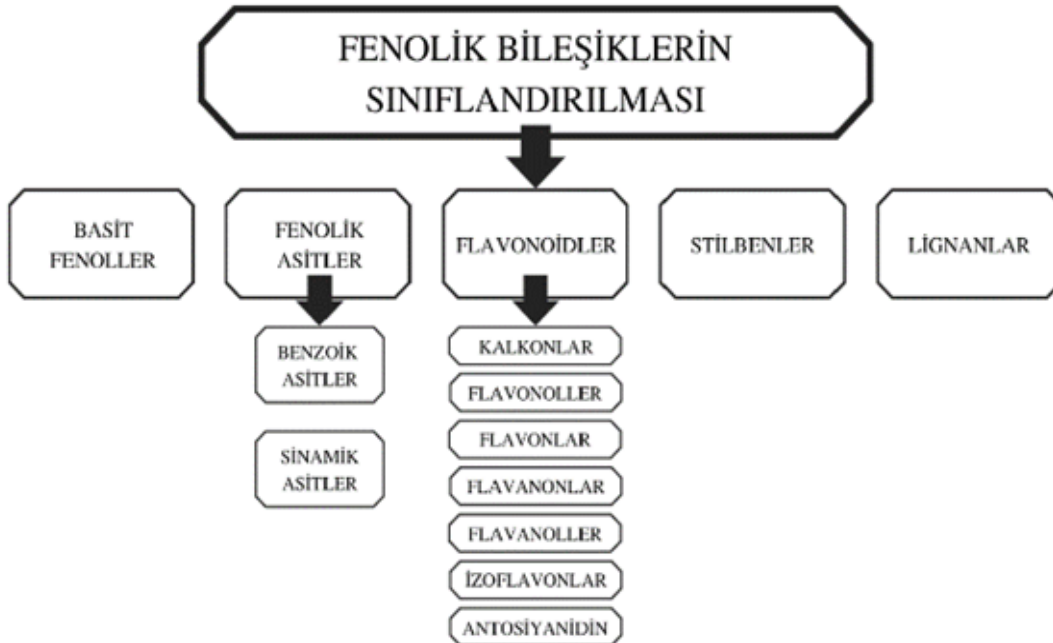 FENOLİK BİLEŞİKLERİN
SINIFLANDIRILMASI
BASİT
FENOLLER
FENOLİK
ASİTLER
FLAVONOİDLER
STİLBENLER
LİGNANLAR
BENZOİK
ASİTLER
SİNAMİK
ASİTLER
KALKONLAR
FLAVONOLLER
FLAVONLAR
FLAVANONLAR
FLAVANOLLER
İZOFLAVONLAR
ANTOSİYANİDİN